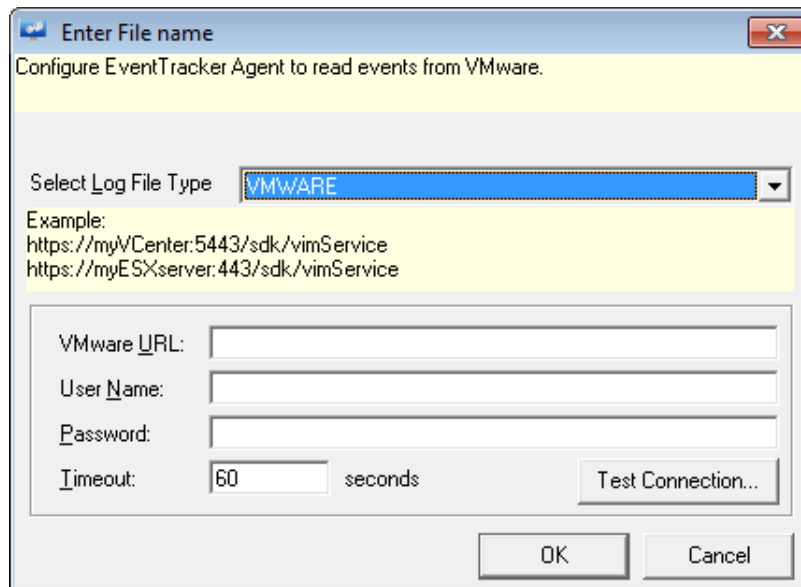 Enter File name
Configure EventTracker Agent to read events from VMware.
Select Log File Type VMWARE
Example:
https://myVCenter:5443/sdk/vimService
https://myESXserver:443/sdk/vimService
VMware URL:
User Name:
Password:
Timeout: 60 seconds Test Connection...
OK Cancel